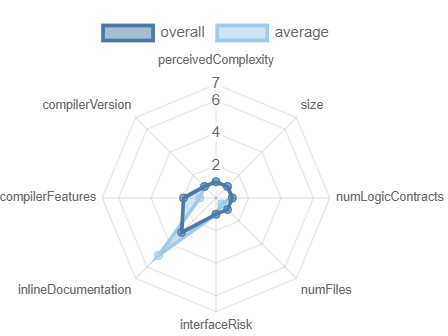 overall average
perceivedComplexity
7
compilerVersion size
6
4
2
compilerFeatures numLogicContracts
inlineDocumentation numFiles
interfaceRisk